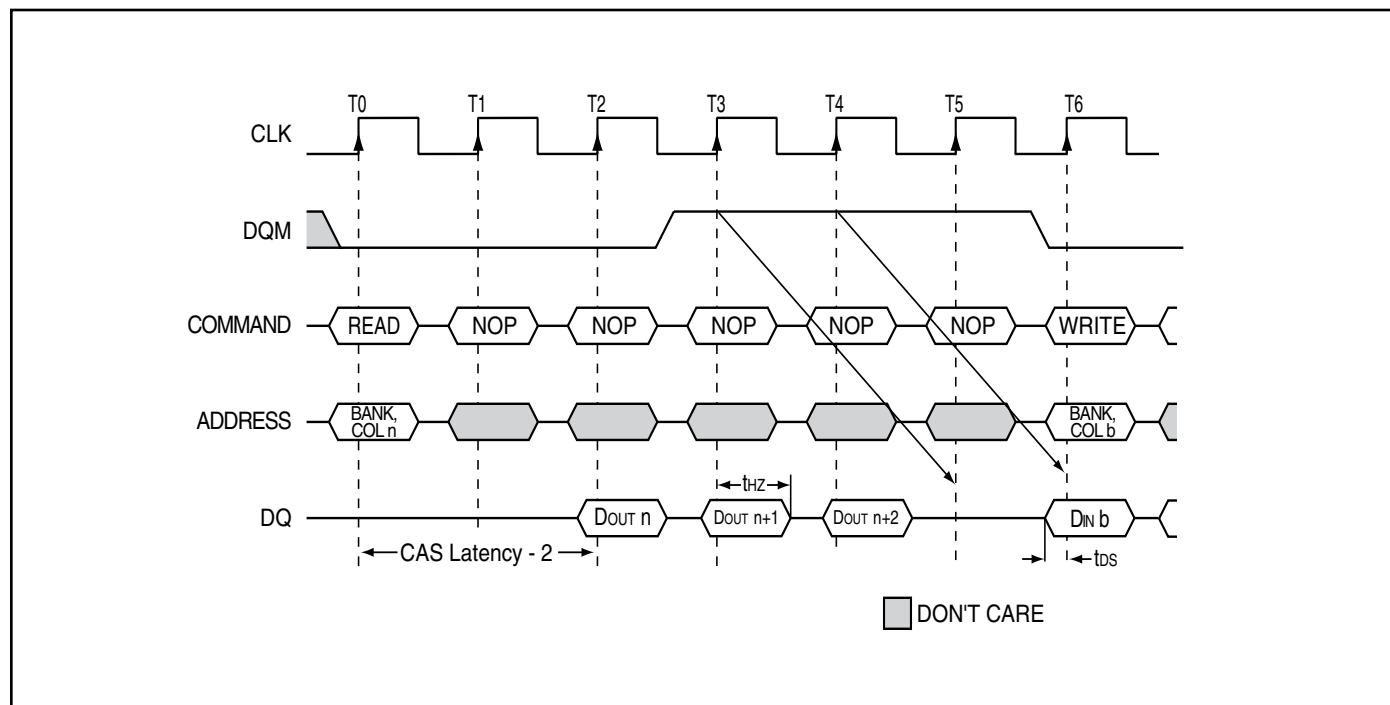 T0 T1 T2 T3 T4 T5 T6
CLK
DQM
COMMAND READ NOP NOP NOP NOP NOP WRITE
ADDRESS BANK, COL n BANK, COL b
tHZ
DQ DOUT n DOUT n+1 DOUT n+2 DIN b
CAS Latency - 2 tDS
DON'T CARE